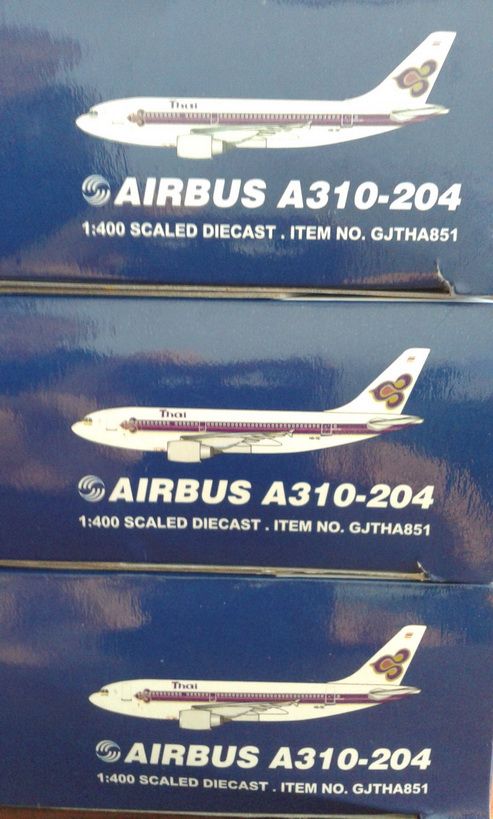 Thai
AIRBUS A310-204
1:400 SCALED DIECAST . ITEM NO. GJTHA851
Thai
AIRBUS A310-204
1:400 SCALED DIECAST . ITEM NO. GJTHA851
Thai
AIRBUS A310-204
1:400 SCALED DIECAST . ITEM NO. GJTHA851